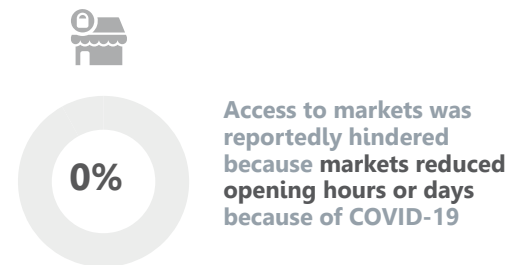 0%
Access to markets was
reportedly hindered
because markets reduced
opening hours or days
because of COVID-19